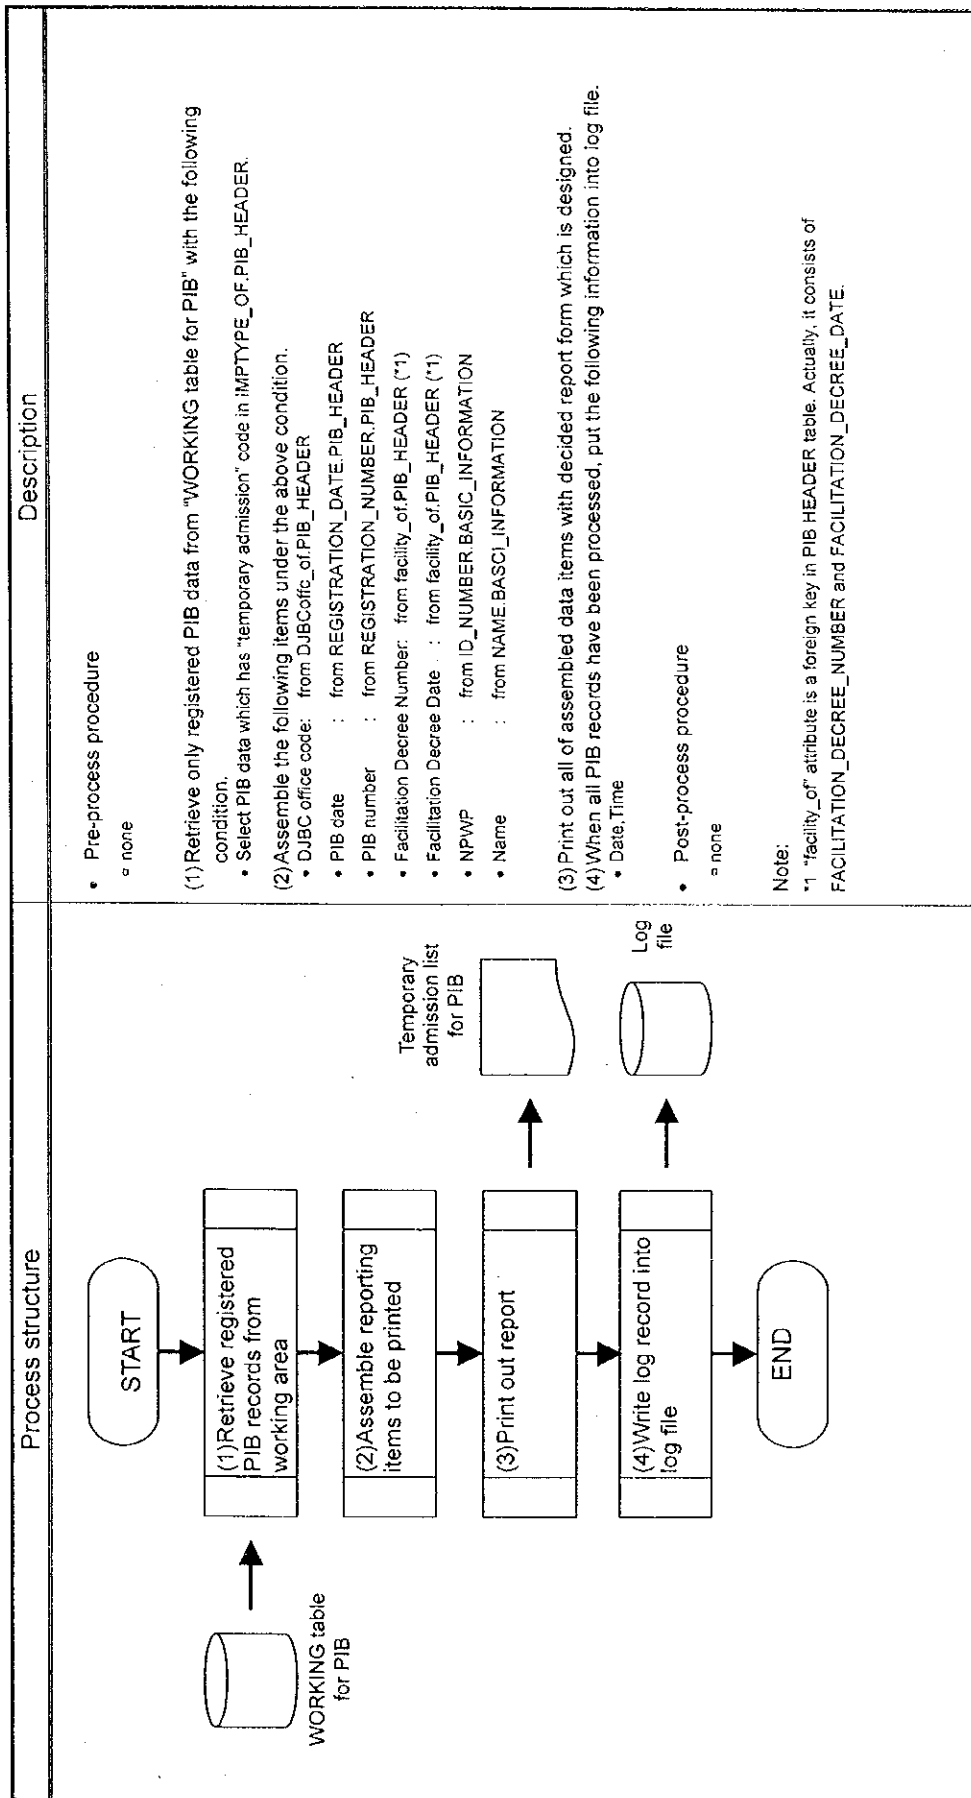 Process structure
START
(1)Retrieve registered
PIB records from
working area
WORKING table
for PIB
(2)Assemble reporting
items to be printed
(3)Print out report
Temporary
admission list
for PIB
(4)Write log record into
log file
Log
file
END
Description
• Pre-process procedure
▫ none
(1)Retrieve only registered PIB data from "WORKING table for PIB" with the following
condition.
• Select PIB data which has "temporary admission" code in IMPTYPE_OF.PIB_HEADER.
(2)Assemble the following items under the above condition.
• DJBC office code: from DJBCoffc_of.PIB_HEADER
• PIB date : from REGISTRATION_DATE.PIB_HEADER
• PIB number : from REGISTRATION_NUMBER.PIB_HEADER
• Facilitation Decree Number: from facility_of.PIB_HEADER (*1)
• Facilitation Decree Date : from facility_of.PIB_HEADER (*1)
• NPWP : from ID_NUMBER.BASIC_INFORMATION
• Name : from NAME.BASCI_INFORMATION
(3)Print out all of assembled data items with decided report form which is designed.
(4)When all PIB records have been processed, put the following information into log file.
• Date,Time
• Post-process procedure
▫ none
Note:
*1 "facility_of" attribute is a foreign key in PIB HEADER table. Actually, it consists of
FACILITATION_DECREE_NUMBER and FACILITATION_DECREE_DATE.